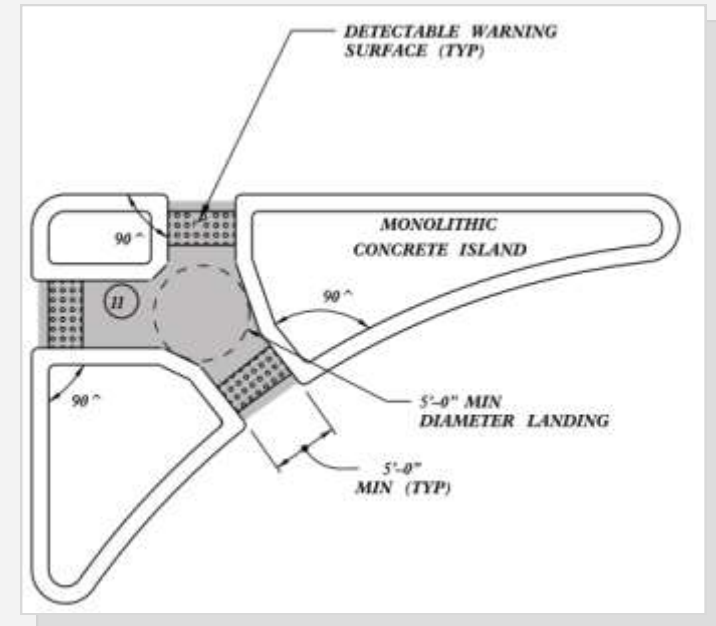 DETECTABLE WARNING
SURFACE (TYP)
90^
MONOLITHIC
CONCRETE ISLAND
11
90^
90^
5'-0" MIN
DIAMETER LANDING
5'-0"
MIN (TYP)